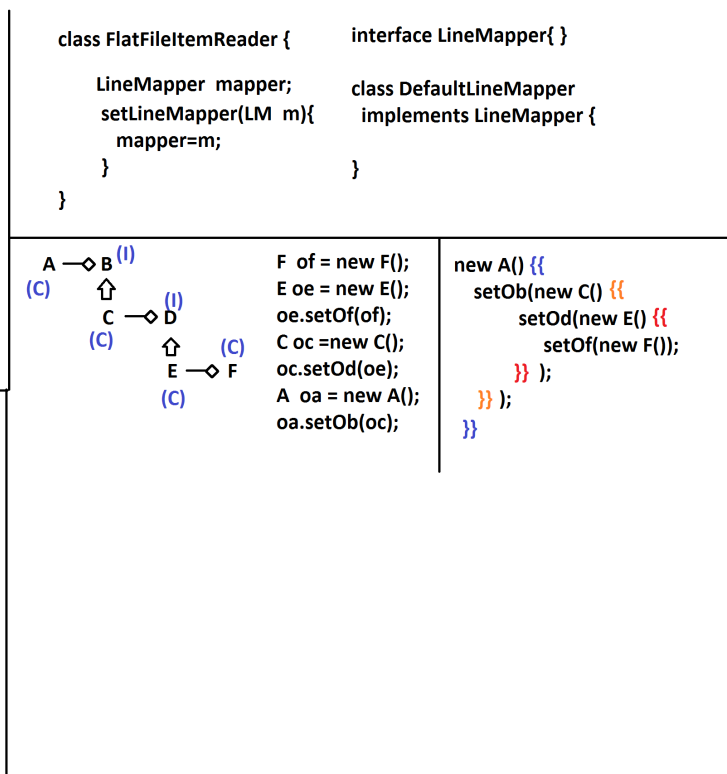 class FlatFileItemReader {
LineMapper mapper;
setLineMapper(LM m){
mapper=m;
}
}
interface LineMapper{ }
class DefaultLineMapper
implements LineMapper {
}
A B (I)
(C)
(I)
C D
(C)
(C)
E F
(C)
F of = new F();
E oe = new E();
oe.setOf(of);
C oc =new C();
oc.setOd(oe);
A oa = new A();
oa.setOb(oc);
new A() {{
setOb(new C() {{
setOd(new E() {{
setOf(new F());
}} );
}} );
}}